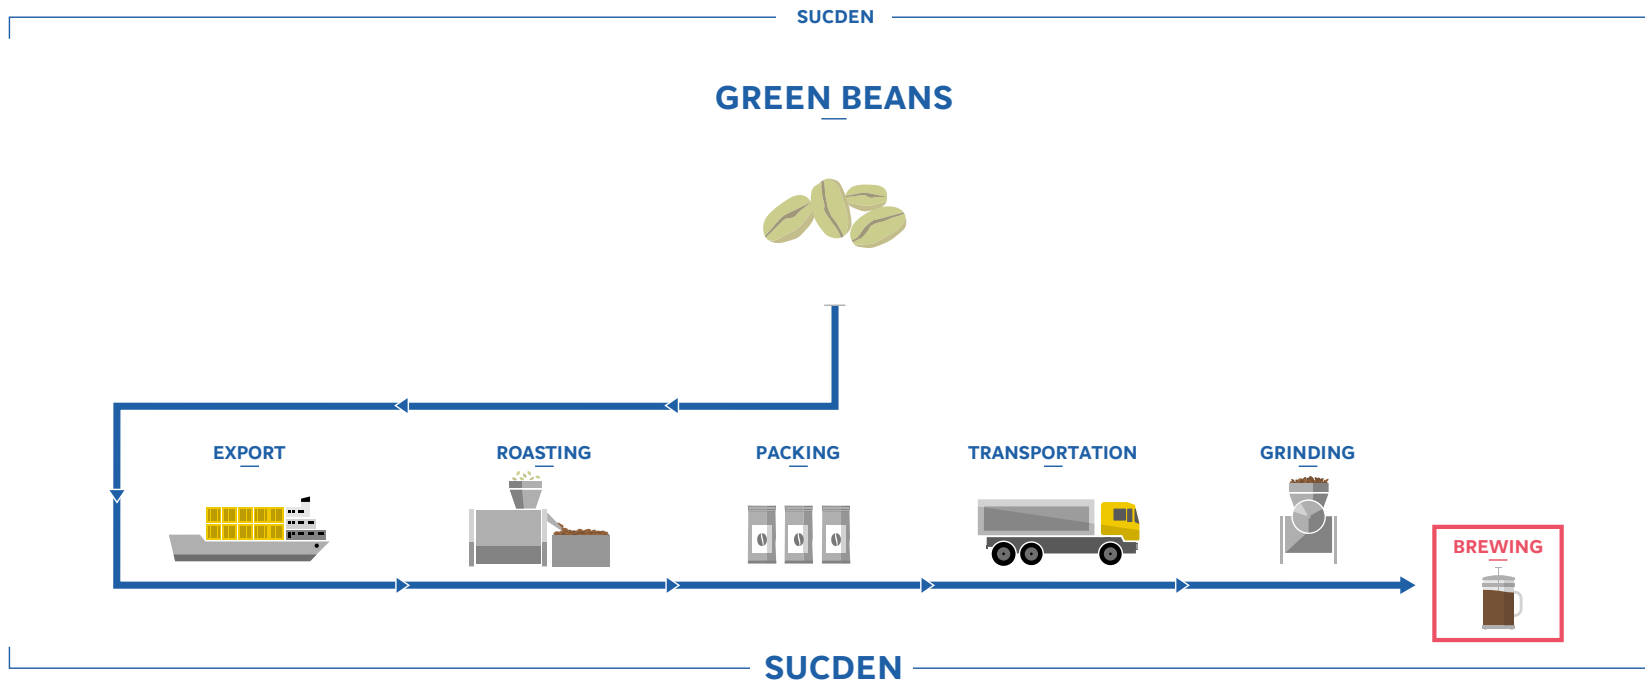 SUCDEN
GREEN BEANS
EXPORT
ROASTING
PACKING
TRANSPORTATION
GRINDING
BREWING
SUCDEN